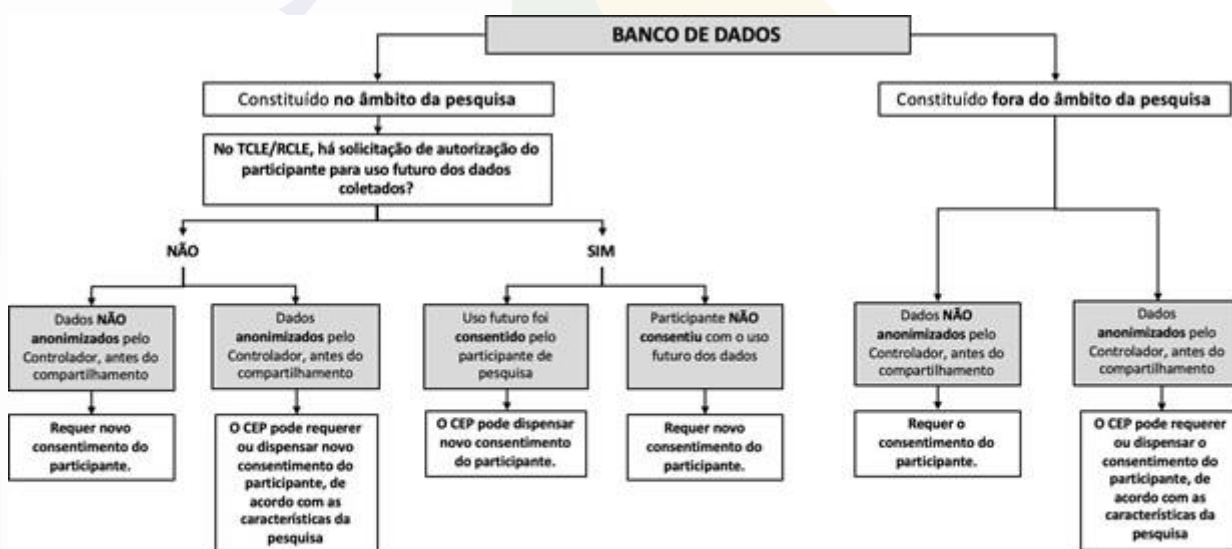 BANCO DE DADOS
Constituído no âmbito da pesquisa
Constituído fora do âmbito da pesquisa
No TCLE/RCLE, há solicitação de autorização do
participante para uso futuro dos dados
coletados?
NÃO
SIM
Dados NÃO
anonimizados pelo
Controlador, antes do
compartilhamento
Dados
anonimizados pelo
Controlador, antes do
compartilhamento
Uso futuro foi
consentido pelo
participante de
pesquisa
Participante NÃO
consentiu com o uso
futuro dos dados
Dados NÃO
anonimizados pelo
Controlador, antes do
compartilhamento
Dados
anonimizados pelo
Controlador, antes do
compartilhamento
Requer novo
consentimento do
participante.
O CEP pode requerer
ou dispensar novo
consentimento do
participante, de
acordo com as
características da
pesquisa
O CEP pode dispensar
novo consentimento
do participante.
Requer novo
consentimento do
participante.
Requer o
consentimento do
participante.
O CEP pode requerer
ou dispensar o
consentimento do
participante, de
acordo com as
características da
pesquisa